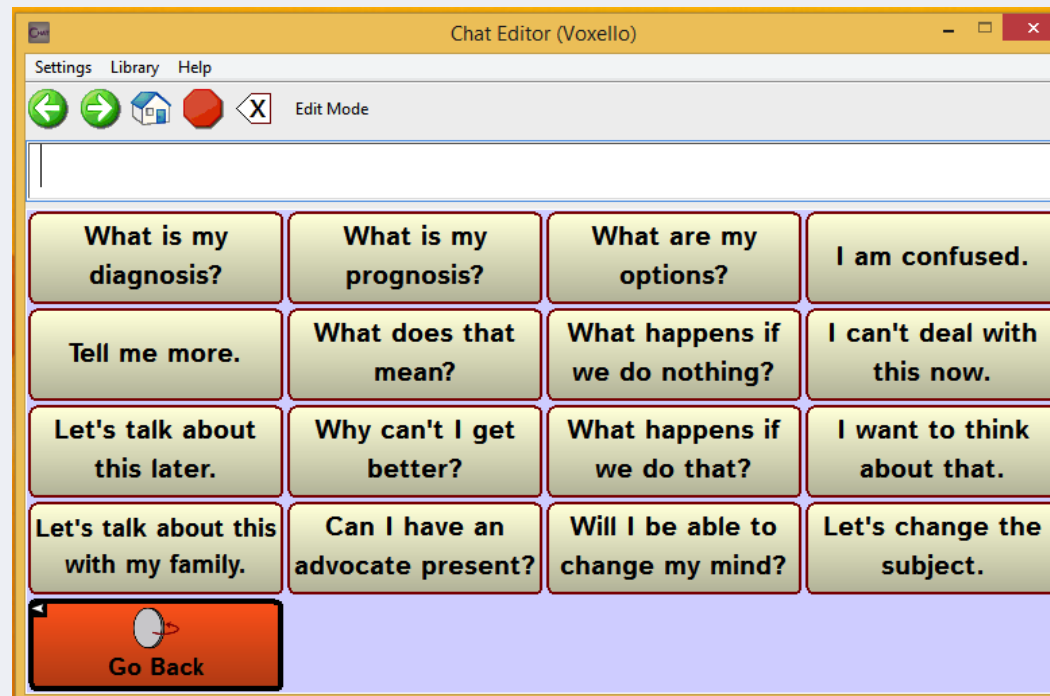 Chat Editor (Voxello)
Settings Library Help
X Edit Mode
What is my
diagnosis?
What is my
prognosis?
What are my
options?
I am confused.
Tell me more.
What does that
mean?
What happens if
we do nothing?
I can't deal with
this now.
Let's talk about
this later.
Why can't I get
better?
What happens if
we do that?
I want to think
about that.
Let's talk about this
with my family.
Can I have an
advocate present?
Will I be able to
change my mind?
Let's change the
subject.
Go Back